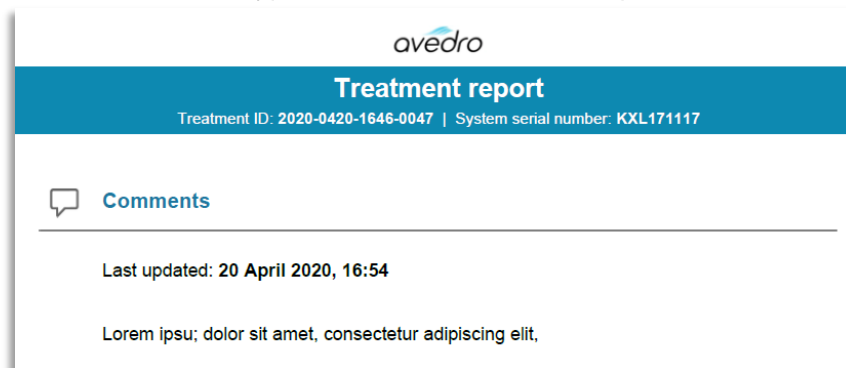 avedro
Treatment report
Treatment ID: 2020-0420-1646-0047 | System serial number: KXL171117
Comments
Last updated: 20 April 2020, 16:54
Lorem ipsu; dolor sit amet, consectetur adipiscing elit,